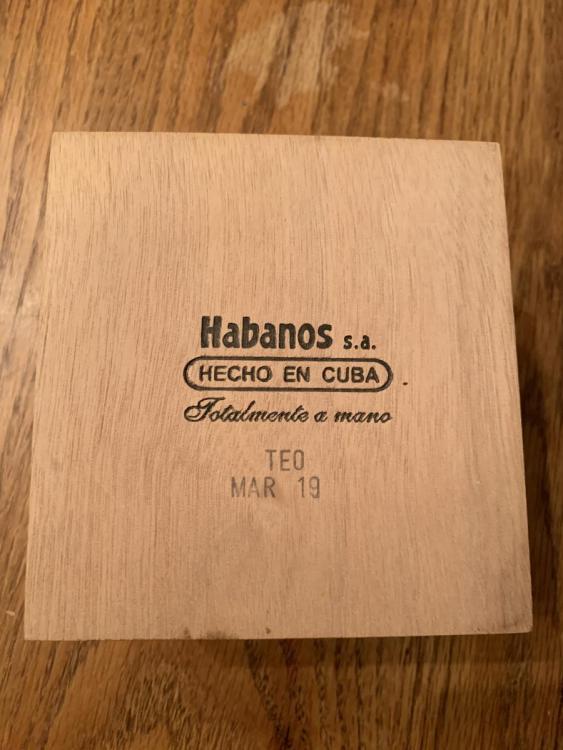 Habanos s.a.
HECHO EN CUBA
Totalmente a mano
TEO
MAR 19